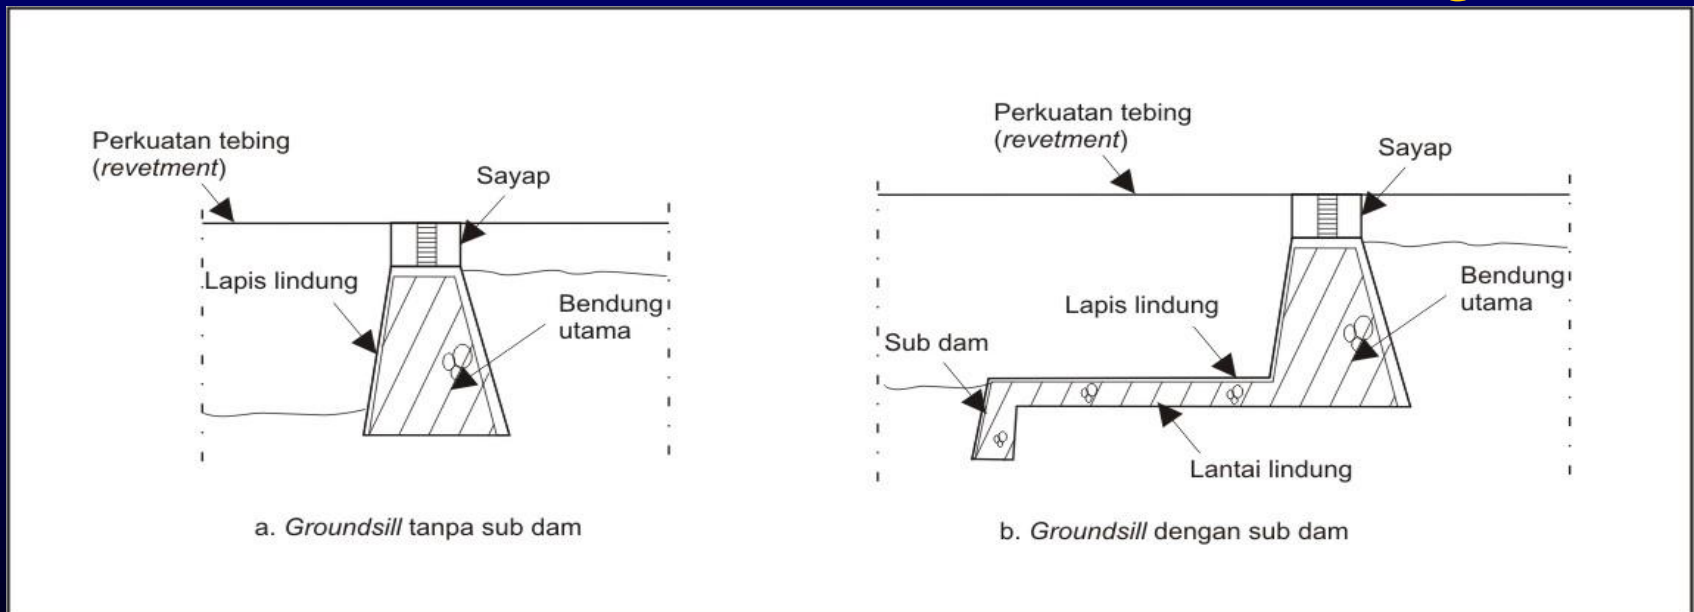 Perkuatan tebing
(revetment)
Sayap
Lapis lindung
Bendung
utama
a. Groundsill tanpa sub dam
Perkuatan tebing
(revetment)
Sayap
Bendung
utama
Lapis lindung
Sub dam
Lantai lindung
b. Groundsill dengan sub dam